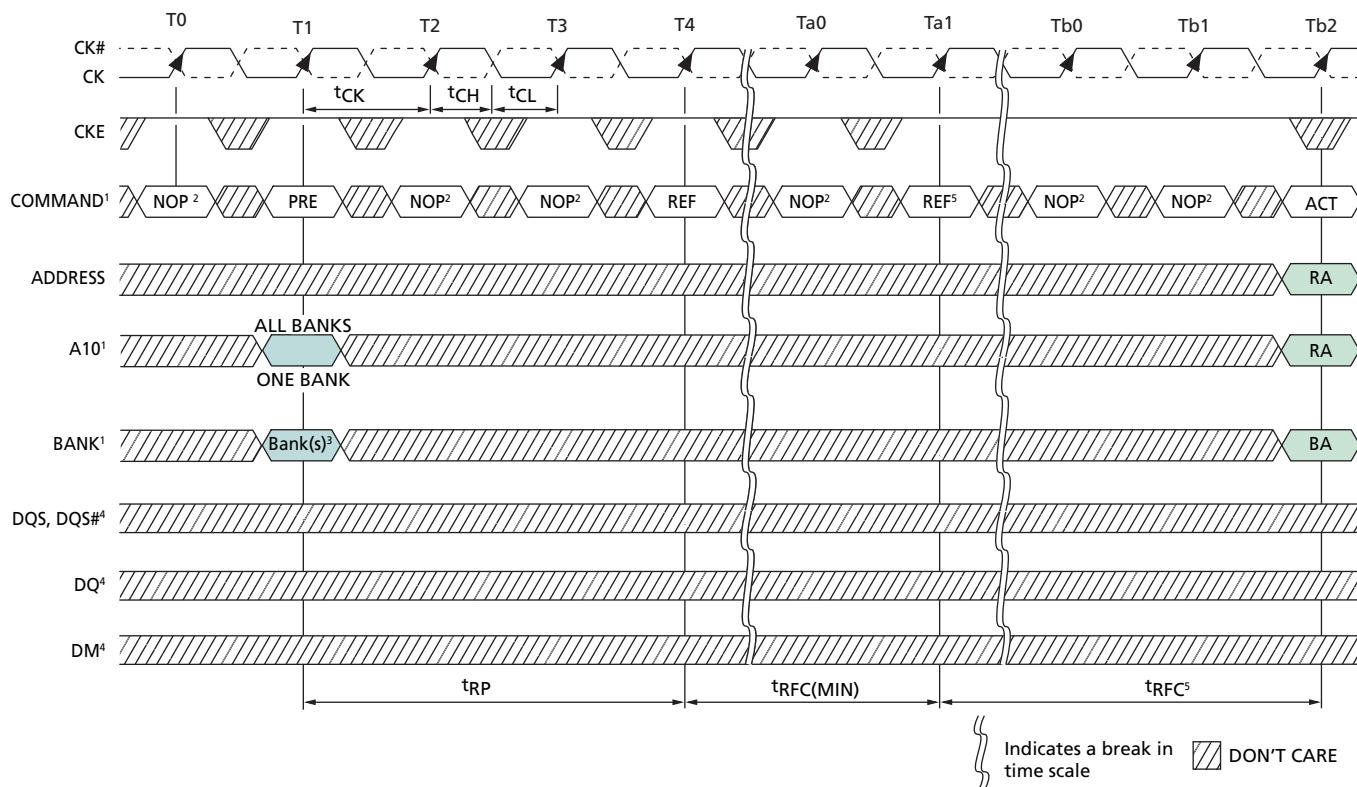 T0 T1 T2 T3 T4 Ta0 Ta1 Tb0 Tb1 Tb2
CK#
CK
tCK tCH tCL
CKE
COMMAND¹ NOP² PRE NOP² NOP² REF NOP² REF⁵ NOP² NOP² ACT
ADDRESS RA
ALL BANKS
A10¹ RA
ONE BANK
BANK¹ Bank(s)³ BA
DQS, DQS#⁴
DQ⁴
DM⁴
tRP tRFC(MIN) tRFC⁵
Indicates a break in
time scale
DON'T CARE